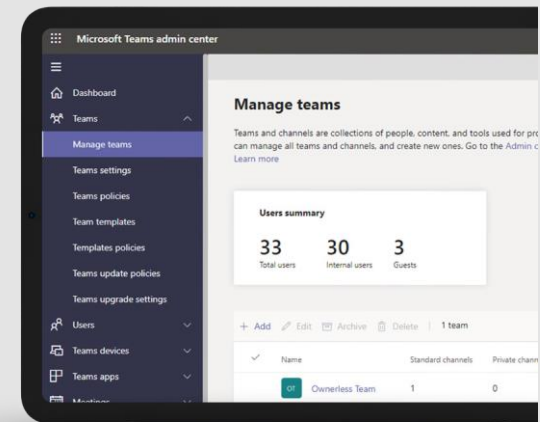 Microsoft Teams admin center
Dashboard
Teams
Manage teams
Teams settings
Teams policies
Team templates
Templates policies
Teams update policies
Teams upgrade settings
Users
Teams devices
Teams apps
Meetings
Manage teams
Teams and channels are collections of people, content, and tools used for
can manage all teams and channels, and create new ones. Go to the Admin
Learn more
Users summary
33 30 3
Total users Internal users Guests
+ Add Edit Archive Delete | 1 team
Name Standard channels Private
OT Ownerless Team 1 0